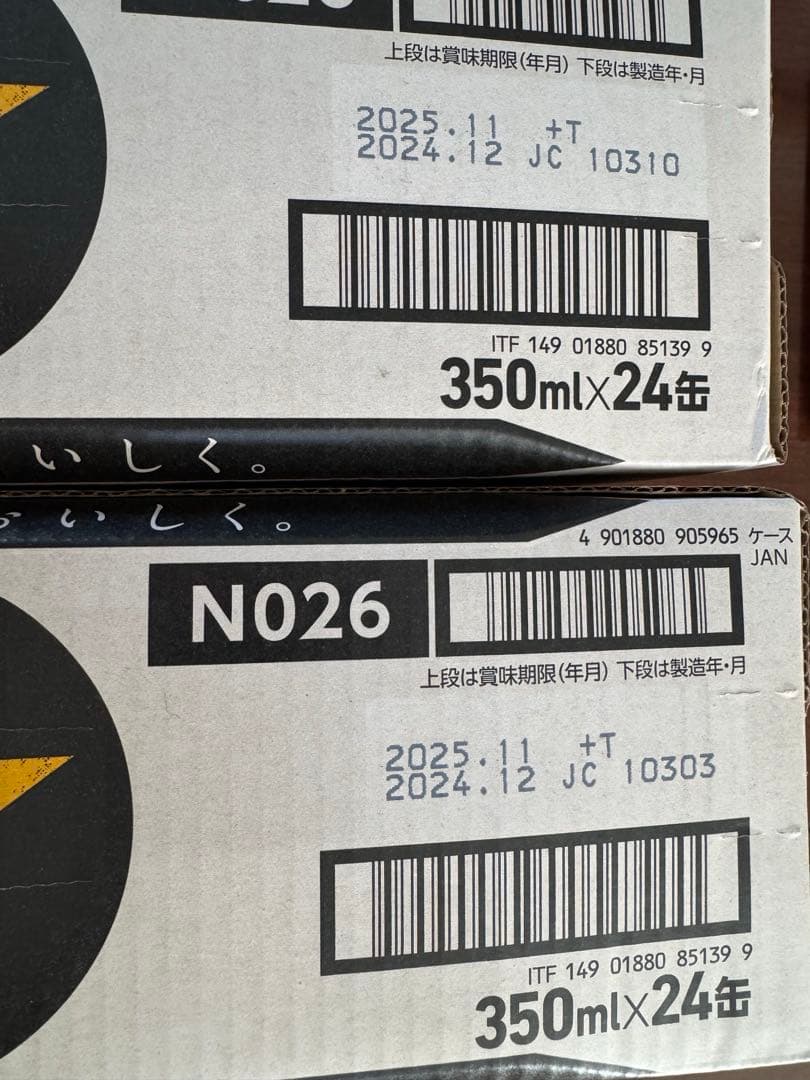 上段は賞味期限(年月) 下段は製造年・月
2025.11 +T
2024.12 JC 10310
ITF 149 01880 85139 9
350ml×24缶
いしく。
おいしく。
4 901880 905965 ケース
JAN
N026
上段は賞味期限(年月) 下段は製造年・月
2025.11 +T
2024.12 JC 10303
ITF 149 01880 85139 9
350ml×24缶